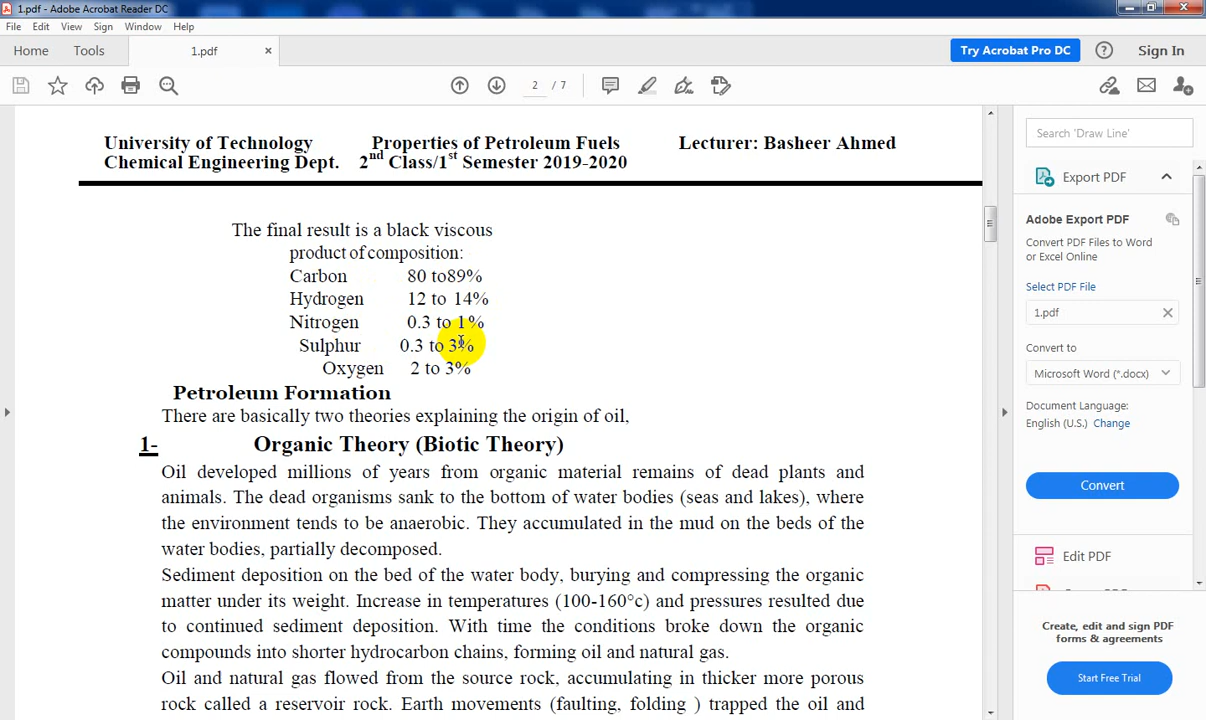 1.pdf - Adobe Acrobat Reader DC
File Edit View Sign Window Help
Home Tools 1.pdf × Try Acrobat Pro DC ? Sign In
2 / 7
University of Technology Properties of Petroleum Fuels Lecturer: Basheer Ahmed
Chemical Engineering Dept. 2nd Class/1st Semester 2019-2020
The final result is a black viscous
product of composition:
Carbon 80 to89%
Hydrogen 12 to 14%
Nitrogen 0.3 to 1%
Sulphur 0.3 to 3%
Oxygen 2 to 3%
Petroleum Formation
There are basically two theories explaining the origin of oil,
1- Organic Theory (Biotic Theory)
Oil developed millions of years from organic material remains of dead plants and
animals. The dead organisms sank to the bottom of water bodies (seas and lakes), where
the environment tends to be anaerobic. They accumulated in the mud on the beds of the
water bodies, partially decomposed.
Sediment deposition on the bed of the water body, burying and compressing the organic
matter under its weight. Increase in temperatures (100-160°c) and pressures resulted due
to continued sediment deposition. With time the conditions broke down the organic
compounds into shorter hydrocarbon chains, forming oil and natural gas.
Oil and natural gas flowed from the source rock, accumulating in thicker more porous
rock called a reservoir rock. Earth movements (faulting, folding ) trapped the oil and
Search 'Draw Line'
Export PDF
Adobe Export PDF
Convert PDF Files to Word
or Excel Online
Select PDF File
1.pdf
Convert to
Microsoft Word (*.docx)
Document Language:
English (U.S.) Change
Convert
Edit PDF
Create, edit and sign PDF
forms & agreements
Start Free Trial